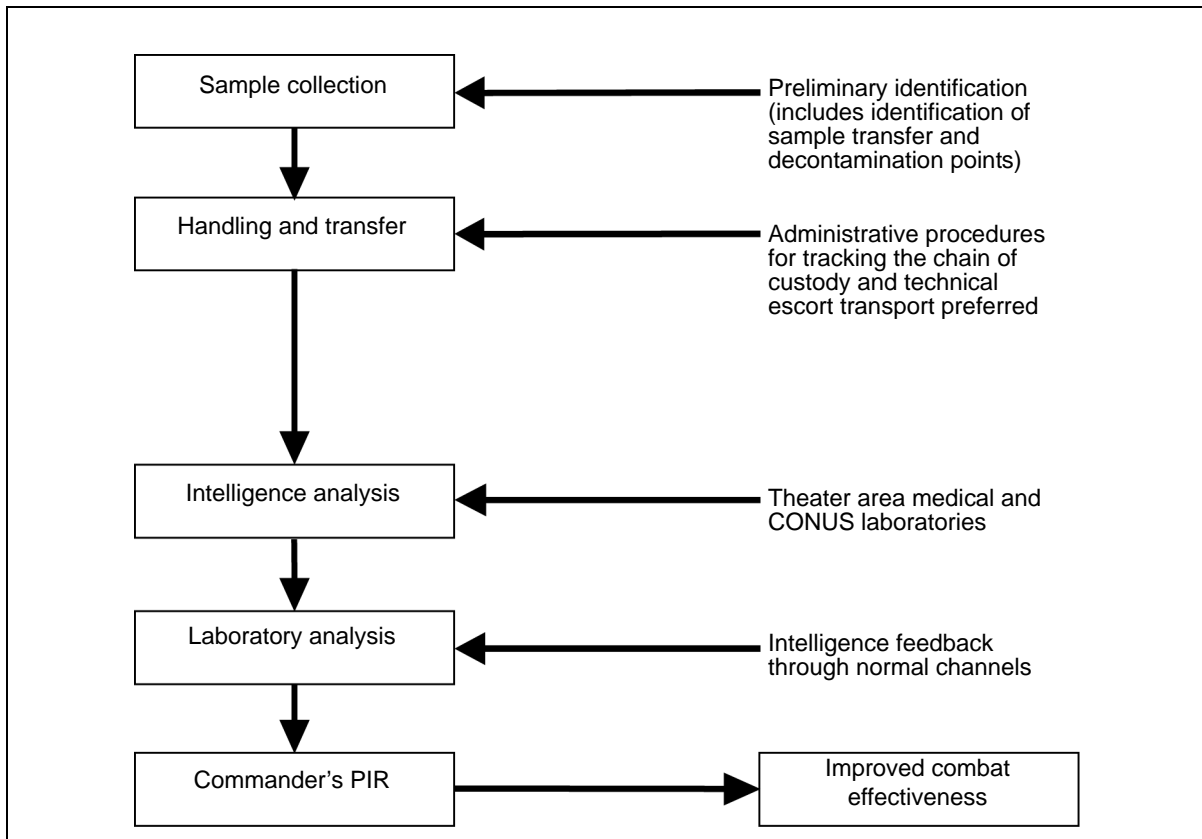 Sample collection
Preliminary identification
(includes identification of
sample transfer and
decontamination points)
Handling and transfer
Administrative procedures
for tracking the chain of
custody and technical
escort transport preferred
Intelligence analysis
Theater area medical and
CONUS laboratories
Laboratory analysis
Intelligence feedback
through normal channels
Commander’s PIR
Improved combat
effectiveness